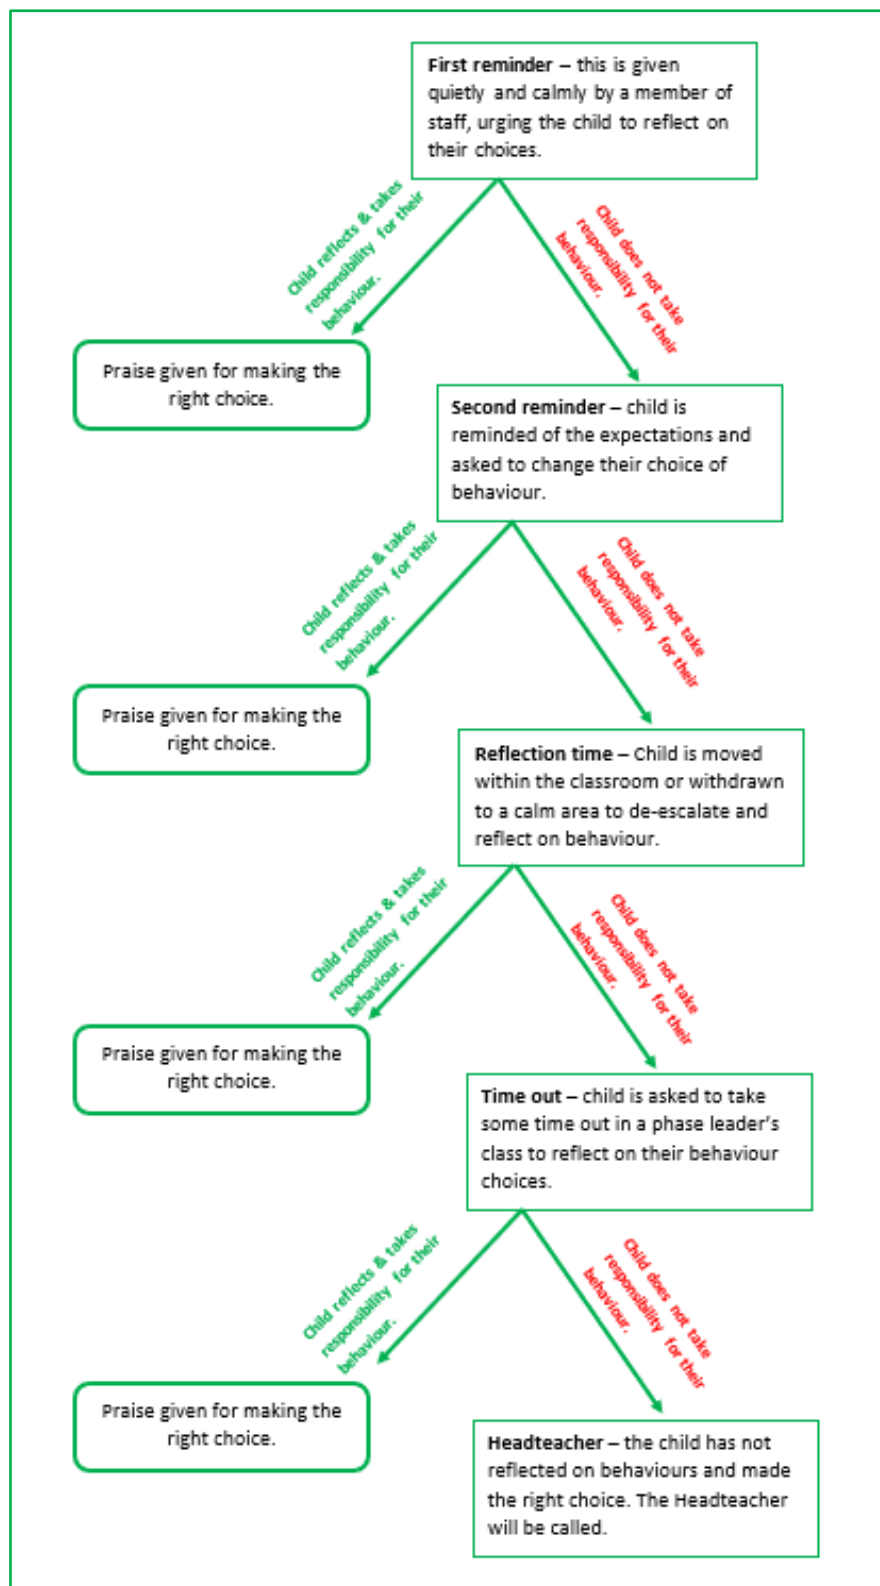 First reminder – this is given
quietly and calmly by a member of
staff, urging the child to reflect on
their choices.
Child reflects & takes
responsibility for their
behaviour.
Child does not take
responsibility for their
behaviour.
Praise given for making the
right choice.
Second reminder – child is
reminded of the expectations and
asked to change their choice of
behaviour.
Child reflects & takes
responsibility for their
behaviour.
Child does not take
responsibility for their
behaviour.
Praise given for making the
right choice.
Reflection time – Child is moved
within the classroom or withdrawn
to a calm area to de-escalate and
reflect on behaviour.
Child reflects & takes
responsibility for their
behaviour.
Child does not take
responsibility for their
behaviour.
Praise given for making the
right choice.
Time out – child is asked to take
some time out in a phase leader's
class to reflect on their behaviour
choices.
Child reflects & takes
responsibility for their
behaviour.
Child does not take
responsibility for their
behaviour.
Praise given for making the
right choice.
Headteacher – the child has not
reflected on behaviours and made
the right choice. The Headteacher
will be called.